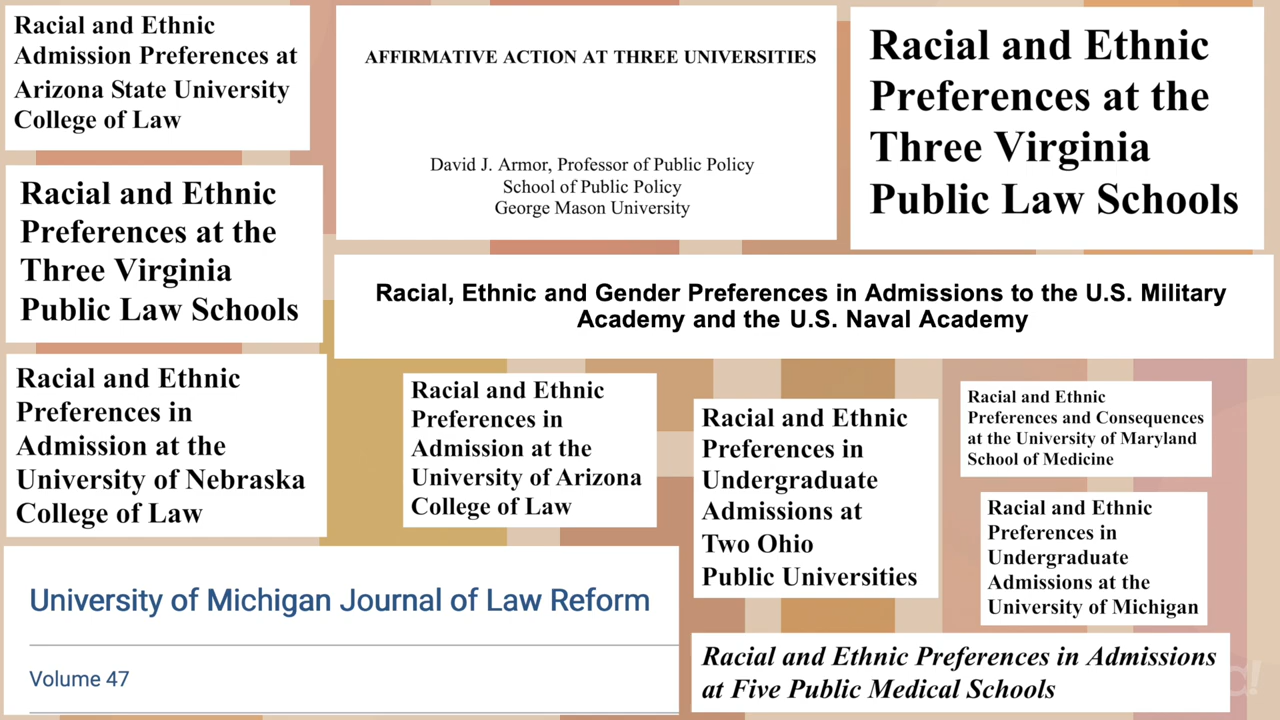 Racial and Ethnic
Admission Preferences at
Arizona State University
College of Law
AFFIRMATIVE ACTION AT THREE UNIVERSITIES
David J. Armor, Professor of Public Policy
School of Public Policy
George Mason University
Racial and Ethnic
Preferences at the
Three Virginia
Public Law Schools
Racial and Ethnic
Preferences at the
Three Virginia
Public Law Schools
Racial, Ethnic and Gender Preferences in Admissions to the U.S. Military
Academy and the U.S. Naval Academy
Racial and Ethnic
Preferences in
Admission at the
University of Nebraska
College of Law
Racial and Ethnic
Preferences in
Admission at the
University of Arizona
College of Law
Racial and Ethnic
Preferences in
Undergraduate
Admissions at
Two Ohio
Public Universities
Racial and Ethnic
Preferences and Consequences
at the University of Maryland
School of Medicine
Racial and Ethnic
Preferences in
Undergraduate
Admissions at the
University of Michigan
University of Michigan Journal of Law Reform
Volume 47
Racial and Ethnic Preferences in Admissions
at Five Public Medical Schools